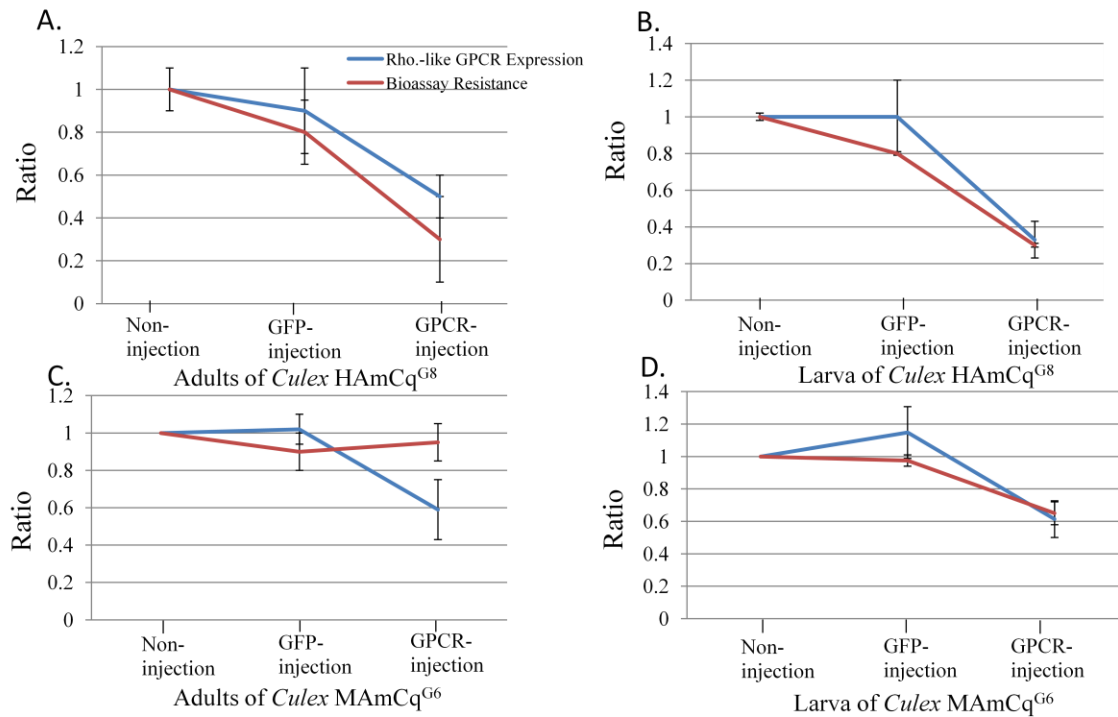 A.
1.2
1
0.8
0.6
0.4
0.2
0
Ratio
Rho.-like GPCR Expression
Bioassay Resistance
Non-injection
GFP-injection
GPCR-injection
Adults of Culex HAmCqG8
B.
1.4
1.2
1
0.8
0.6
0.4
0.2
0
Ratio
Non-injection
GFP-injection
GPCR-injection
Larva of Culex HAmCqG8
C.
1.2
1
0.8
0.6
0.4
0.2
0
Ratio
Non-injection
GFP-injection
GPCR-injection
Adults of Culex MAmCqG6
D.
1.4
1.2
1
0.8
0.6
0.4
0.2
0
Ratio
Non-injection
GFP-injection
GPCR-injection
Larva of Culex MAmCqG6